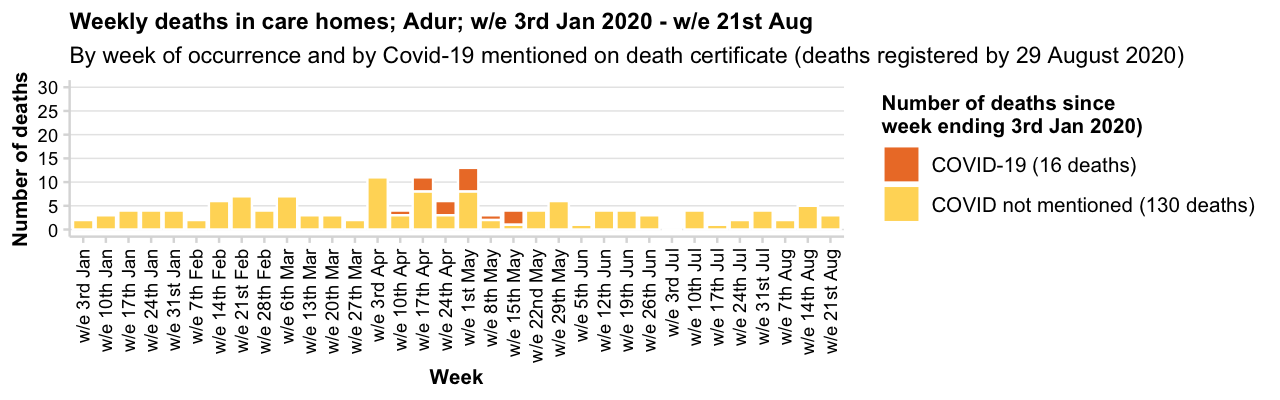 Weekly deaths in care homes; Adur; w/e 3rd Jan 2020 - w/e 21st Aug
By week of occurrence and by Covid-19 mentioned on death certificate (deaths registered by 29 August 2020)
Number of deaths
30
25
20
15
10
5
0
w/e 3rd Jan
w/e 10th Jan
w/e 17th Jan
w/e 24th Jan
w/e 31st Jan
w/e 7th Feb
w/e 14th Feb
w/e 21st Feb
w/e 28th Feb
w/e 6th Mar
w/e 13th Mar
w/e 20th Mar
w/e 27th Mar
w/e 3rd Apr
w/e 10th Apr
w/e 17th Apr
w/e 24th Apr
w/e 1st May
w/e 8th May
w/e 15th May
w/e 22nd May
w/e 29th May
w/e 5th Jun
w/e 12th Jun
w/e 19th Jun
w/e 26th Jun
w/e 3rd Jul
w/e 10th Jul
w/e 17th Jul
w/e 24th Jul
w/e 31st Jul
w/e 7th Aug
w/e 14th Aug
w/e 21st Aug
Week
Number of deaths since
week ending 3rd Jan 2020)
COVID-19 (16 deaths)
COVID not mentioned (130 deaths)